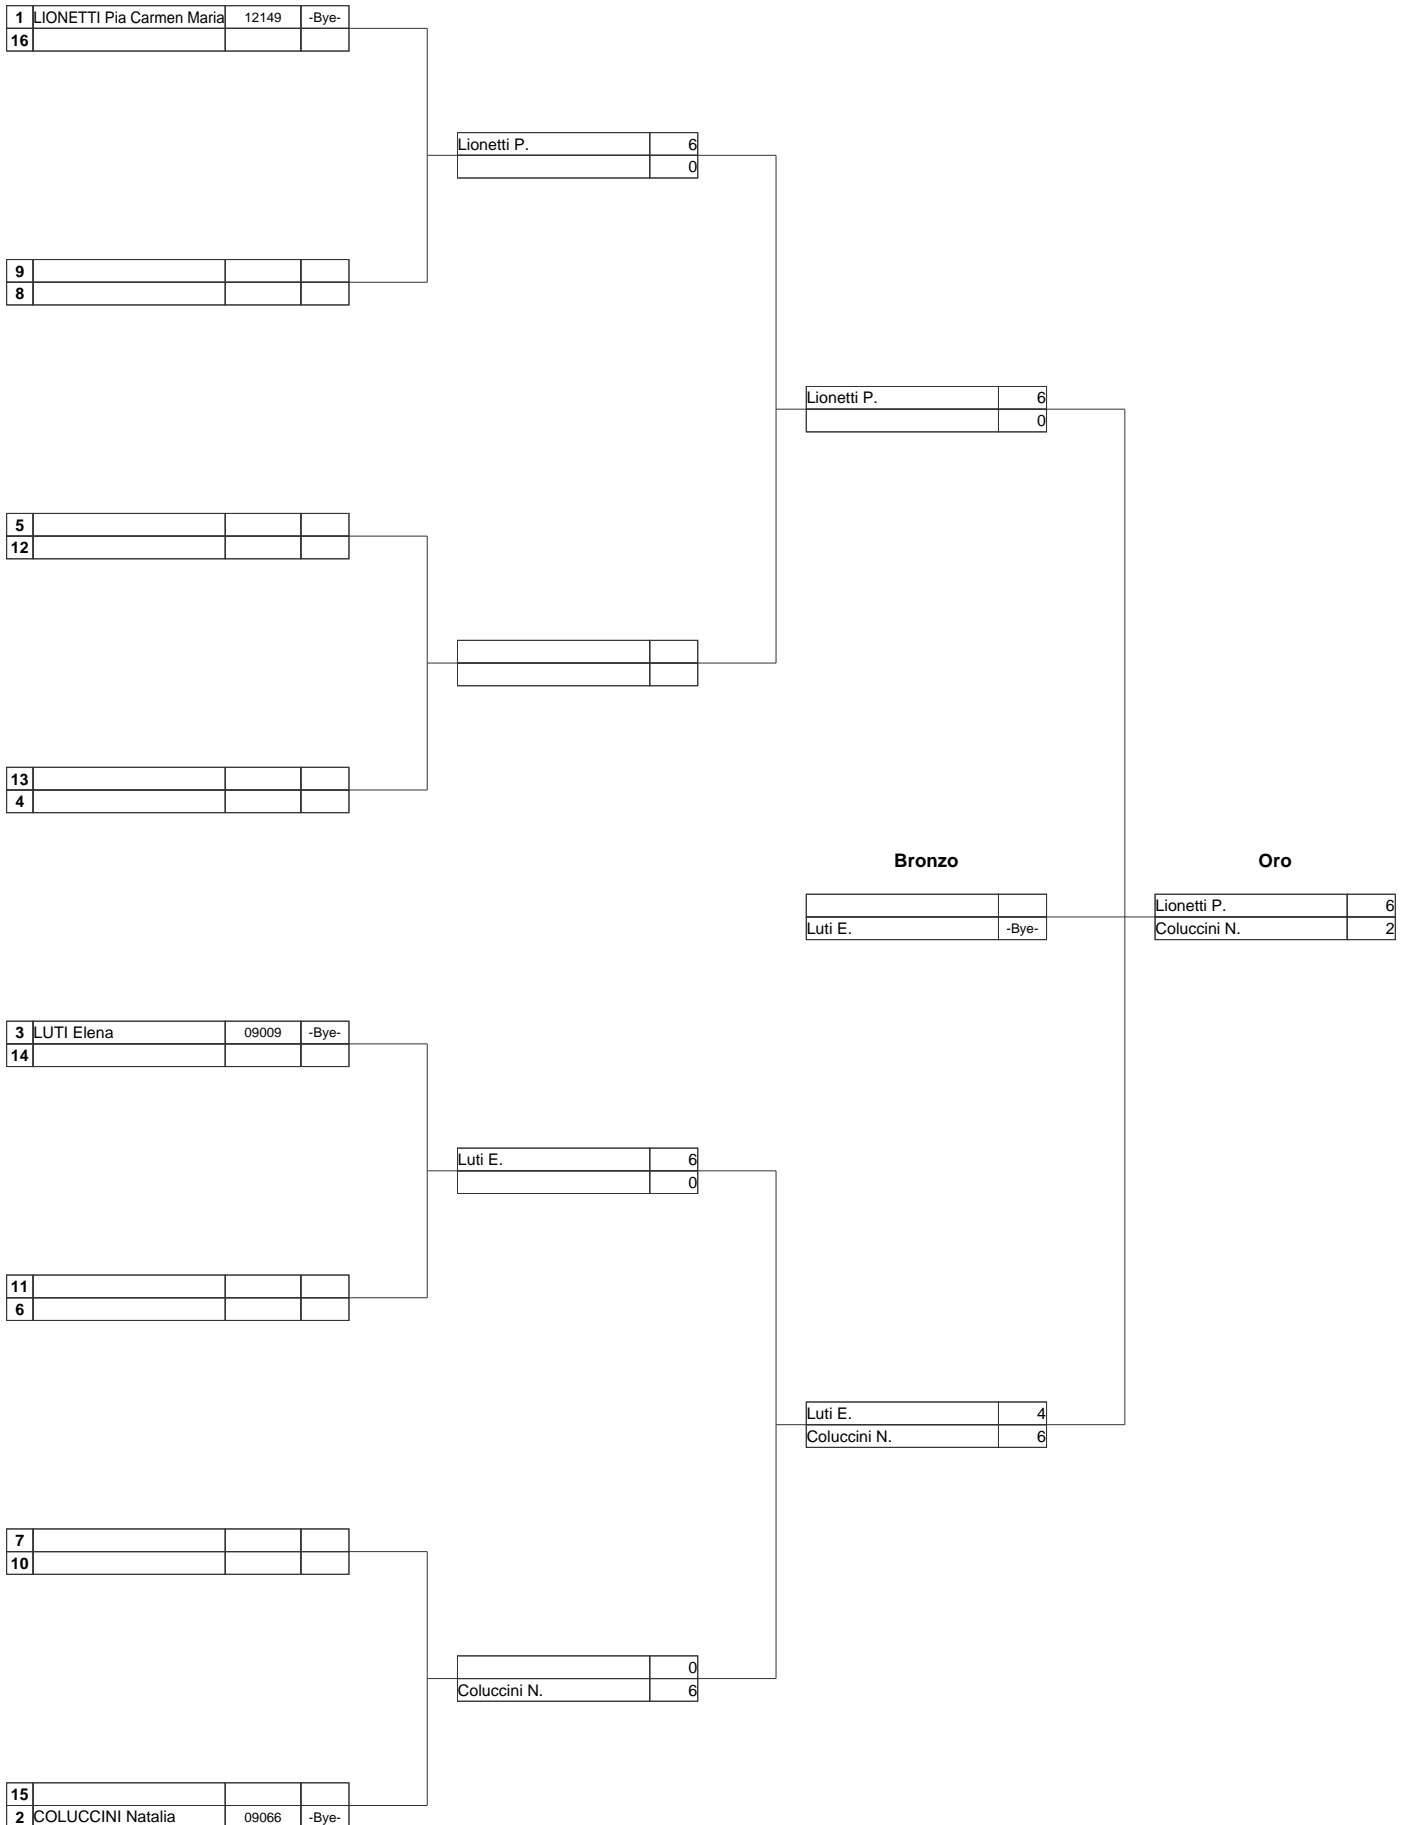 1 LIONETTI Pia Carmen Maria 12149 -Bye-
16
Lionetti P. 6
0
9
8
Lionetti P. 6
0
5
12
13
4
Bronzo Oro
Lionetti P. 6
Luti E. -Bye- Coluccini N. 2
3 LUTI Elena 09009 -Bye-
14
Luti E. 6
0
11
6
Luti E. 4
Coluccini N. 6
7
10
0
Coluccini N. 6
15
2 COLUCCINI Natalia 09066 -Bye-